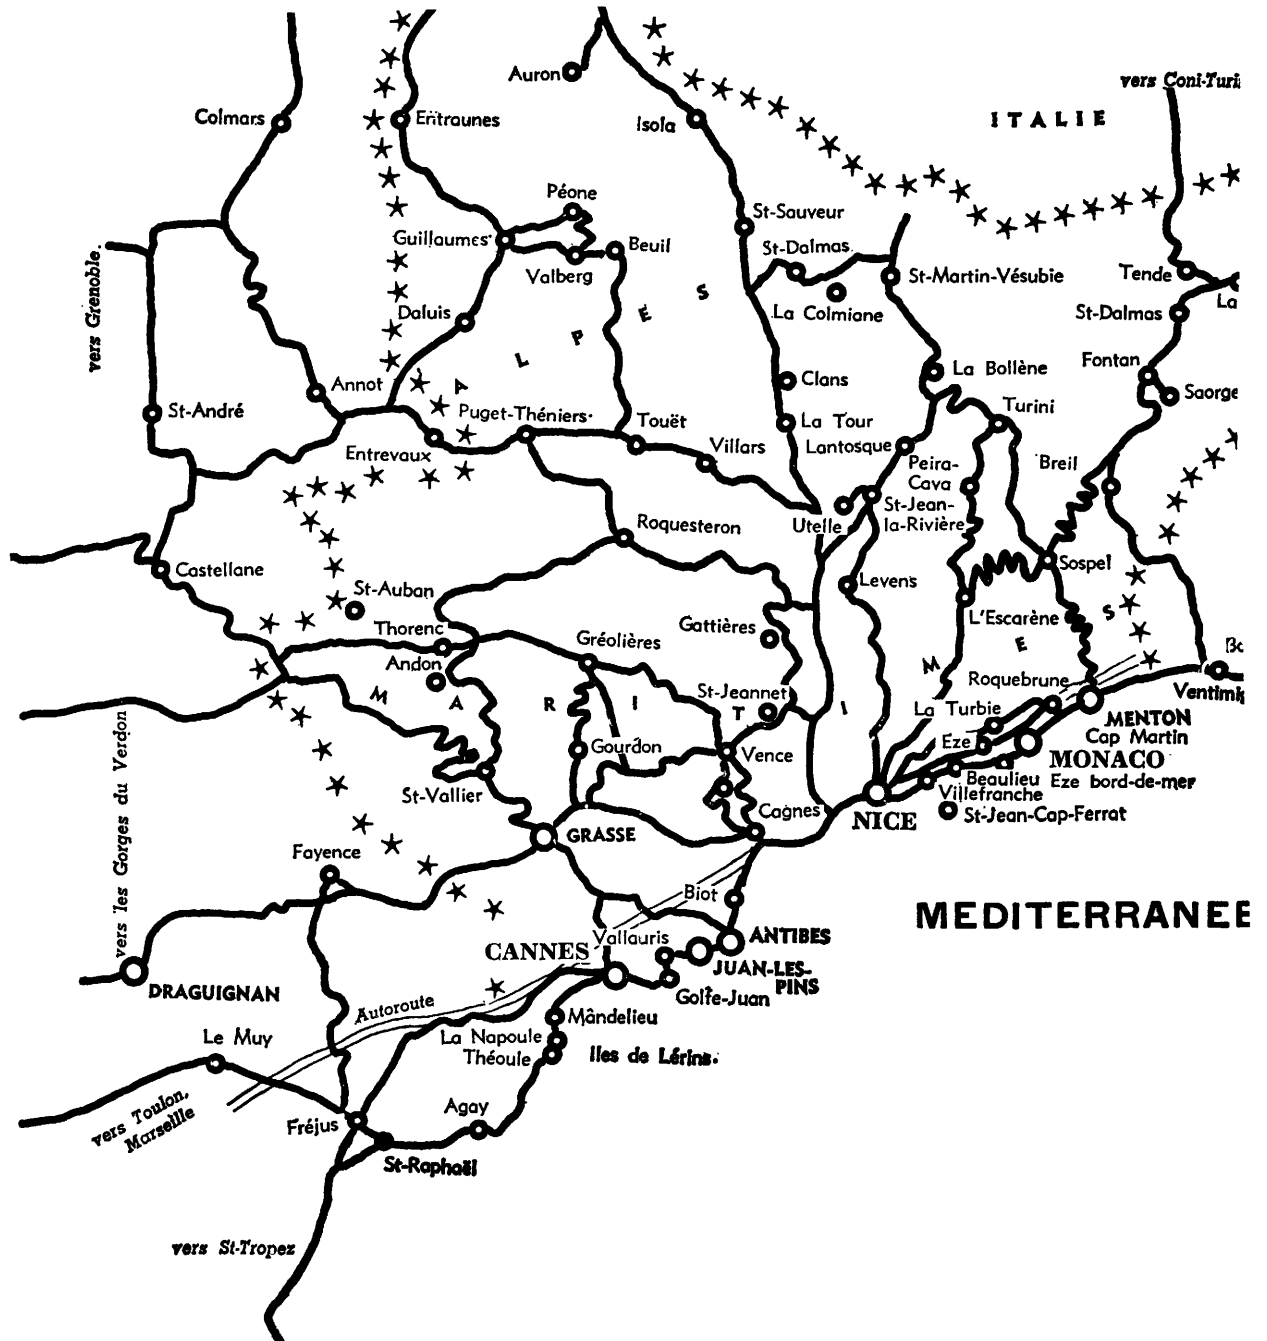 Auron
vers Coni-Turi
Colmars
Entraunes
Isola
ITALIE
Péone
St-Sauveur
Guillaumes
Beuil
St-Dalmas
Valberg
St-Martin-Vésubie
Tende
vers Grenoble
La
Daluis
La Colmiane
St-Dalmas
ALPES
Fontan
Annot
Clans
La Bollène
Saorge
St-André
Puget-Théniers
Touët
La Tour
Turini
Entrevaux
Villars
Lantosque
Peira-
Cava
Breil
Utelle
St-Jean-
la-Rivière
Roquesteron
Castellane
Sospel
St-Auban
Levens
L'Escarène
Thorenc
Gattières
Andon
Gréolières
MARITIMES
St-Jeannet
Roquebrune
Ventimi
La Turbie
MENTON
Cap Martin
Eze
Gourdon
Vence
MONACO
St-Vallier
Beaulieu
Eze bord-de-mer
Villefranche
Cagnes
NICE
St-Jean-Cap-Ferrat
GRASSE
vers les Gorges du Verdon
Fayence
Biot
MEDITERRANEE
CANNES
Vallauris
ANTIBES
JUAN-LES-
PINS
DRAGUIGNAN
Golfe-Juan
Autoroute
Mândelieu
Le Muy
La Napoule
Théoule
Iles de Lérins.
vers Toulon,
Marseille
Agay
Fréjus
St-Raphaël
vers St-Tropez